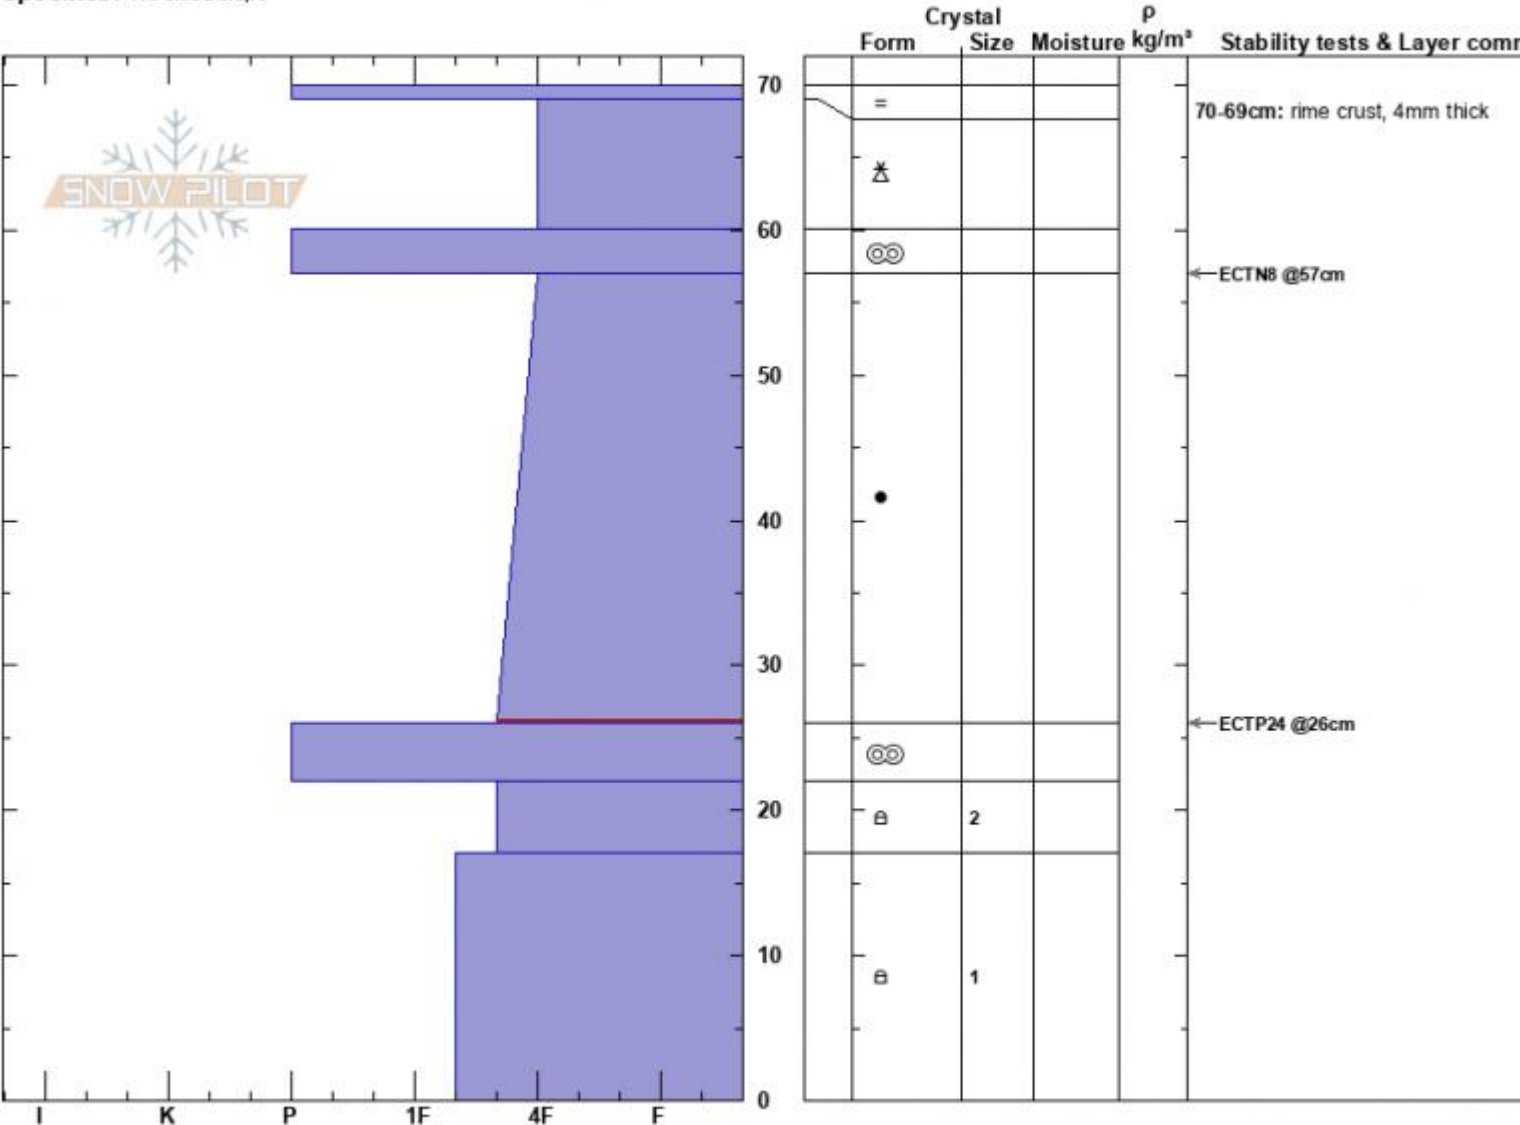 Crystal ρ
Form Size Moisture kg/m³ Stability tests & Layer comm
70
= 70-69cm: rime crust, 4mm thick
SNOW PILOT
60
ECTN8 @57cm
50
40
30
ECTP24 @26cm
20
2
10
1
0
I K P 1F 4F F